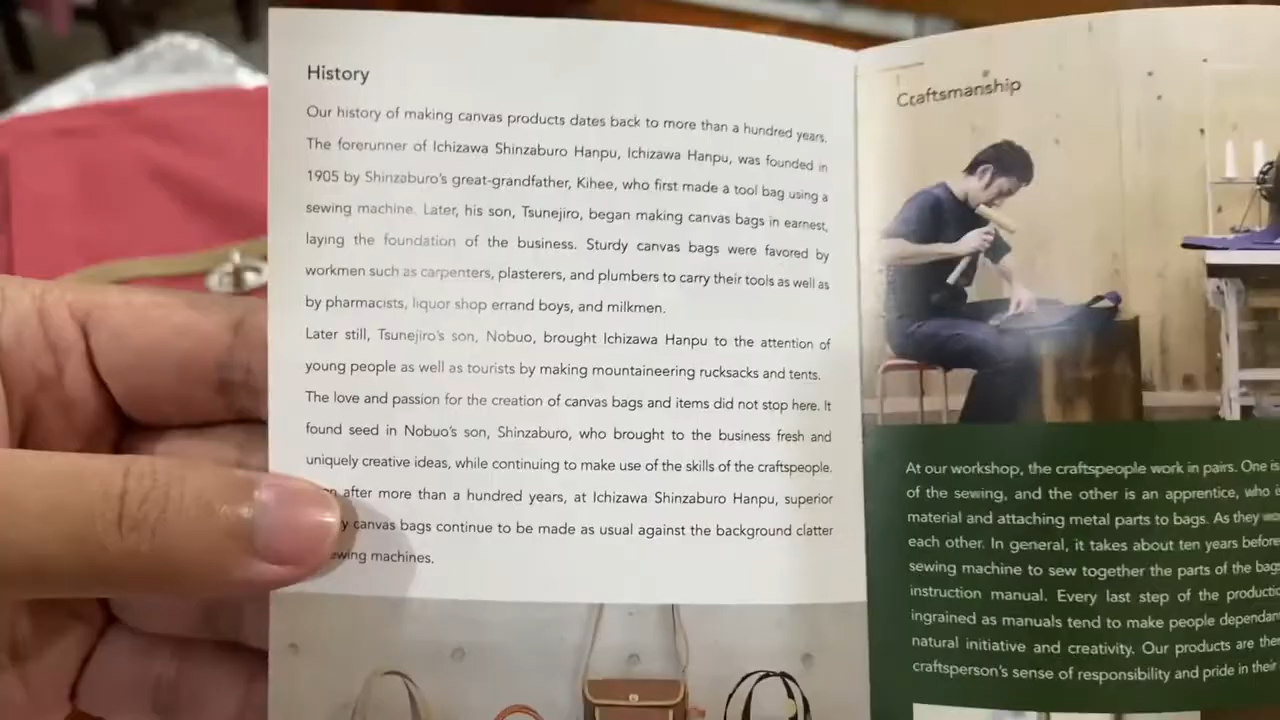 History
Our history of making canvas products dates back to more than a hundred years.
The forerunner of Ichizawa Shinzaburo Hanpu, Ichizawa Hanpu, was founded in
1905 by Shinzaburo's great-grandfather, Kihee, who first made a tool bag using a
sewing machine. Later, his son, Tsunejiro, began making canvas bags in earnest,
laying the foundation of the business. Sturdy canvas bags were favored by
workmen such as carpenters, plasterers, and plumbers to carry their tools as well as
by pharmacists, liquor shop errand boys, and milkmen.
Later still, Tsunejiro's son, Nobuo, brought Ichizawa Hanpu to the attention of
young people as well as tourists by making mountaineering rucksacks and tents.
The love and passion for the creation of canvas bags and items did not stop here. It
found seed in Nobuo's son, Shinzaburo, who brought to the business fresh and
uniquely creative ideas, while continuing to make use of the skills of the craftspeople.
after more than a hundred years, at Ichizawa Shinzaburo Hanpu, superior
canvas bags continue to be made as usual against the background clatter
machines.
Craftsmanship
At our workshop, the craftspeople work in pairs. One is
of the sewing, and the other is an apprentice, who
material and attaching metal parts to bags. As they
each other. In general, it takes about ten years before
sewing machine to sew together the parts of the
instruction manual. Every last step of the
ingrained as manuals tend to make people
natural initiative and creativity. Our products are
craftsperson's sense of responsibility and pride in their